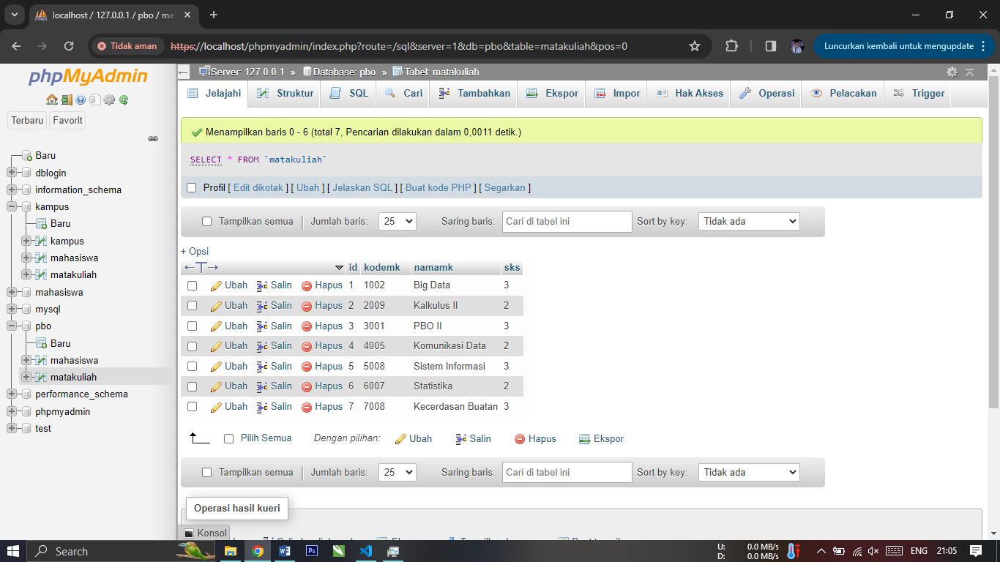 localhost / 127.0.0.1 / pbo / ma
Tidak aman
https://localhost/phpmyadmin/index.php?route=/sql&server=1&db=pbo&table=matakuliah&pos=0
Luncurkan kembali untuk mengupdate
phpMyAdmin
Terbaru Favorit
Baru
dblogin
information_schema
kampus
Baru
kampus
mahasiswa
matakuliah
mahasiswa
mysql
pbo
Baru
mahasiswa
matakuliah
performance_schema
phpmyadmin
test
Server: 127.0.0.1 » Database: pbo » Tabel: matakuliah
Jelajahi Struktur SQL Cari Tambahkan Ekspor Impor Hak Akses Operasi Pelacakan Trigger
Menampilkan baris 0 - 6 (total 7, Pencarian dilakukan dalam 0,0011 detik.)
SELECT * FROM `matakuliah`
Profil [ Edit dikotak ] [ Ubah ] [ Jelaskan SQL ] [ Buat kode PHP ] [ Segarkan ]
Tampilkan semua | Jumlah baris: 25 Saring baris: Cari di tabel ini Sort by key: Tidak ada
+ Opsi
←T→ id kodemk namamk sks
Ubah Salin Hapus 1 1002 Big Data 3
Ubah Salin Hapus 2 2009 Kalkulus II 2
Ubah Salin Hapus 3 3001 PBO II 3
Ubah Salin Hapus 4 4005 Komunikasi Data 2
Ubah Salin Hapus 5 5008 Sistem Informasi 3
Ubah Salin Hapus 6 6007 Statistika 2
Ubah Salin Hapus 7 7008 Kecerdasan Buatan 3
Pilih Semua Dengan pilihan: Ubah Salin Hapus Ekspor
Tampilkan semua | Jumlah baris: 25 Saring baris: Cari di tabel ini Sort by key: Tidak ada
Operasi hasil kueri
Konsol
Search
U: 0.0 MB/s
D: 0.0 MB/s
ENG 21:05